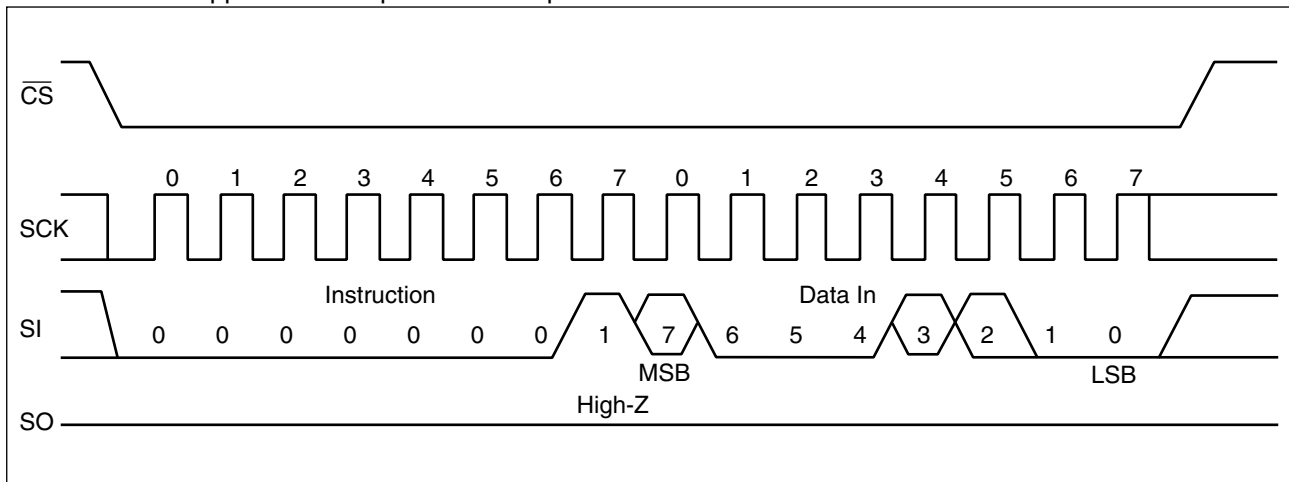 CS
0 1 2 3 4 5 6 7 0 1 2 3 4 5 6 7
SCK
Instruction Data In
SI 0 0 0 0 0 0 0 1 7 6 5 4 3 2 1 0
MSB LSB
High-Z
SO